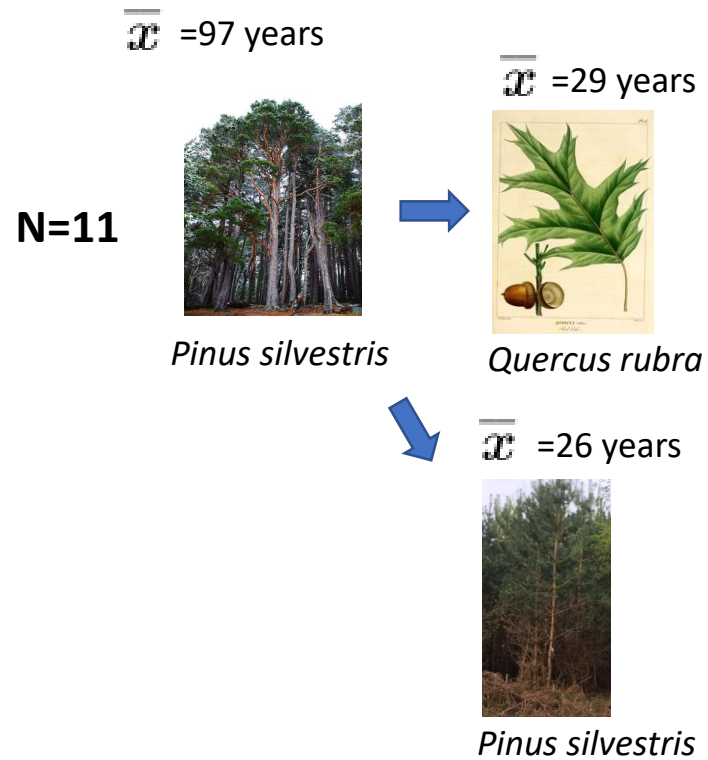 x̄ =97 years
x̄ =29 years
N=11
Pinus silvestris
Quercus rubra
x̄ =26 years
Pinus silvestris